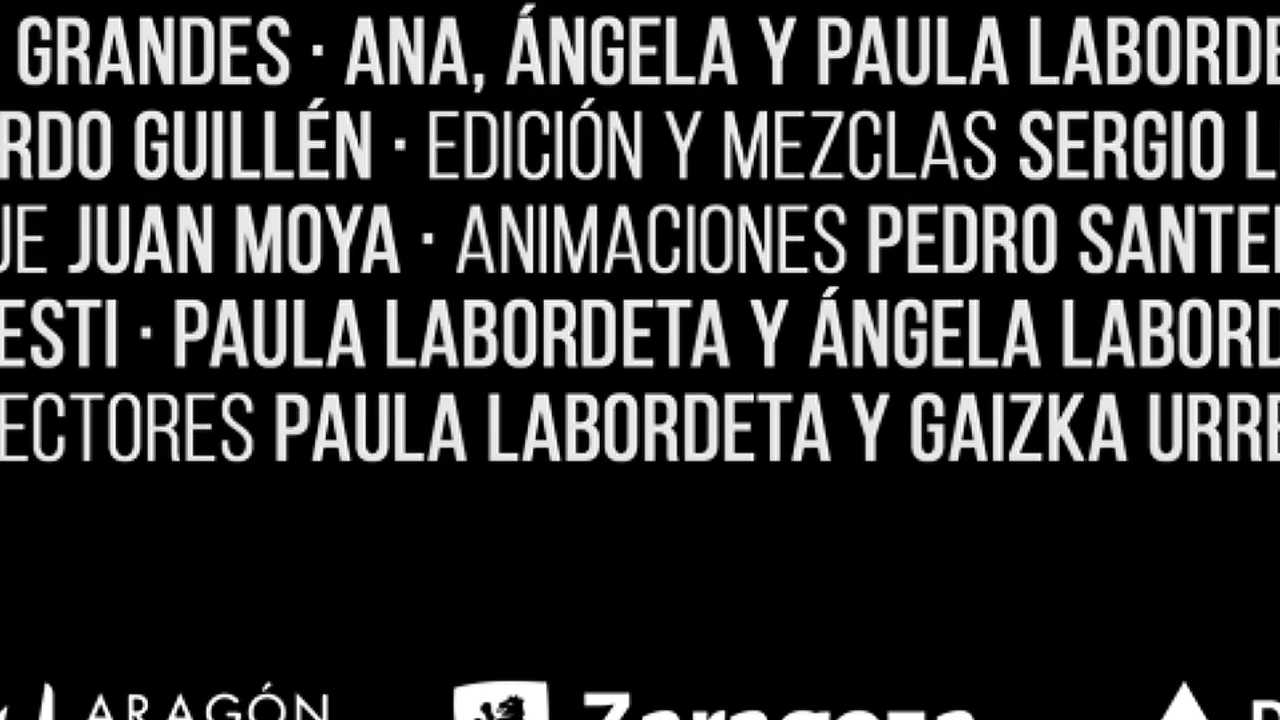 GRANDES · ANA, ÁNGELA Y PAULA LABORDE
RDO GUILLÉN · EDICIÓN Y MEZCLAS SERGIO L
UE JUAN MOYA · ANIMACIONES PEDRO SANTE
ESTI · PAULA LABORDETA Y ÁNGELA LABORD
ECTORES PAULA LABORDETA Y GAIZKA URRE
ARAGÓN Zaragoza